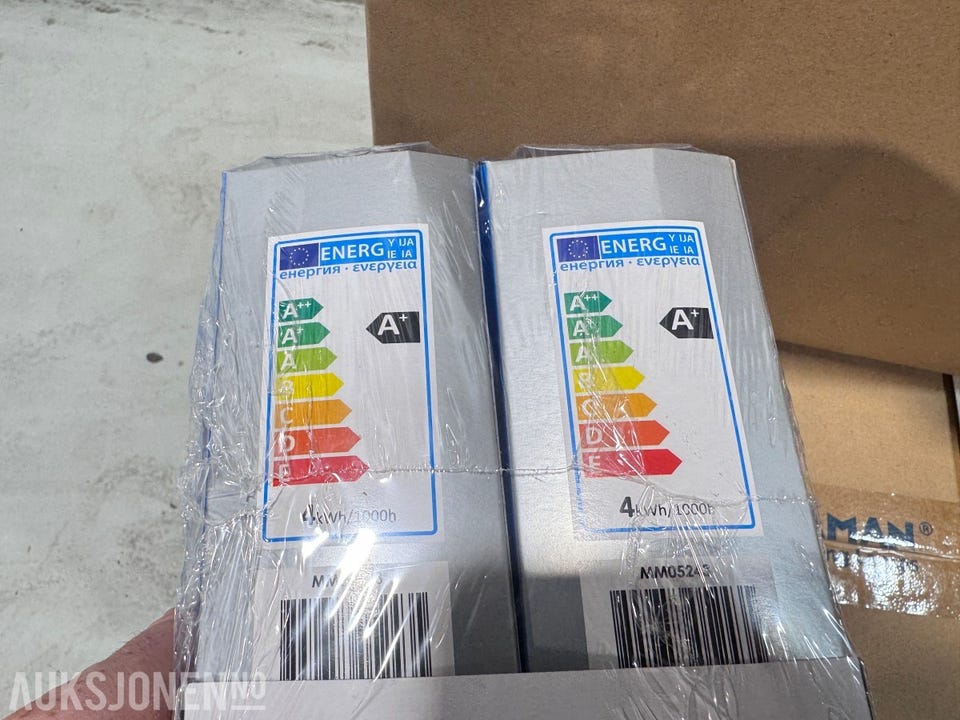 ENERG Y IJA
IE IA
енергия · ενεργεια
A++
A+
A
B
C
D
E
A+
4 kWh/1000h
ENERG Y IJA
IE IA
енергия · ενεργεια
A++
A+
A
B
C
D
E
A+
4 kWh/1000h
MM05243
MAN®
AUKSJONEN.NO